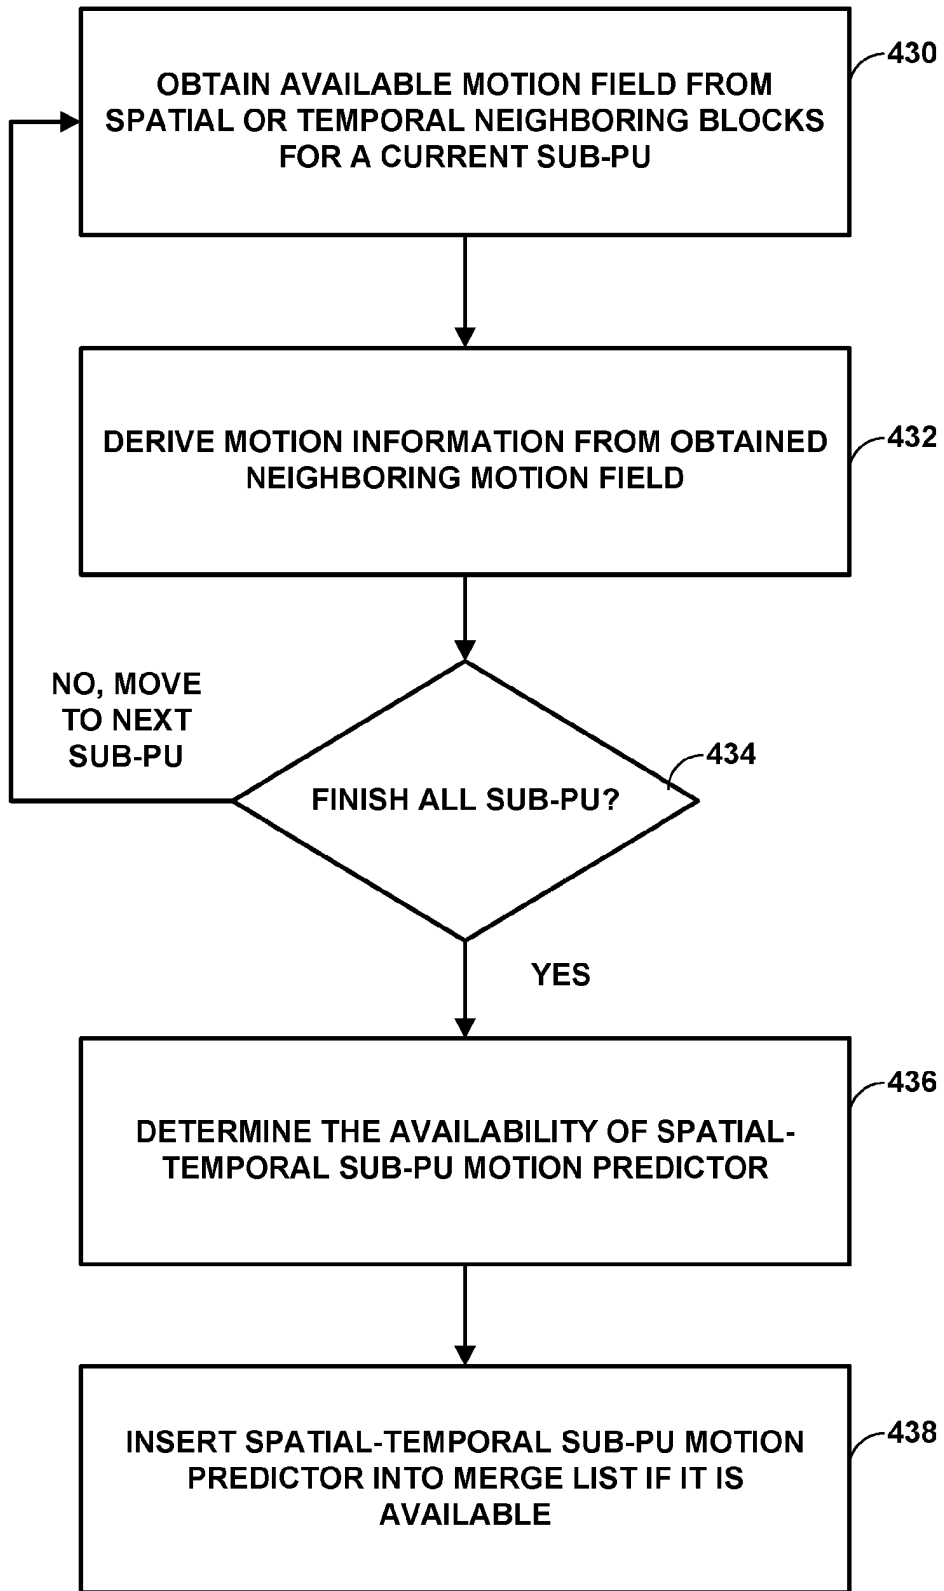 430
OBTAIN AVAILABLE MOTION FIELD FROM
SPATIAL OR TEMPORAL NEIGHBORING BLOCKS
FOR A CURRENT SUB-PU
432
DERIVE MOTION INFORMATION FROM OBTAINED
NEIGHBORING MOTION FIELD
NO, MOVE
TO NEXT
SUB-PU
434
FINISH ALL SUB-PU?
YES
436
DETERMINE THE AVAILABILITY OF SPATIAL-
TEMPORAL SUB-PU MOTION PREDICTOR
438
INSERT SPATIAL-TEMPORAL SUB-PU MOTION
PREDICTOR INTO MERGE LIST IF IT IS
AVAILABLE